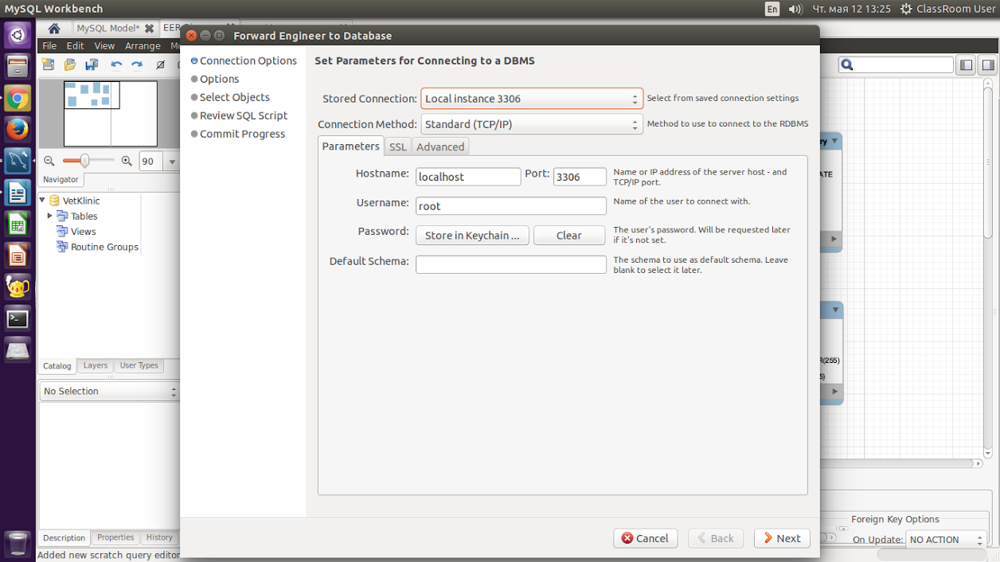 MySQL Workbench
En
Чт. мая 12 13:25
ClassRoom User
MySQL Model*
EER
File Edit View Arrange
Forward Engineer to Database
Connection Options
Options
Select Objects
Review SQL Script
Commit Progress
Set Parameters for Connecting to a DBMS
Stored Connection: Local instance 3306 Select from saved connection settings
Connection Method: Standard (TCP/IP) Method to use to connect to the RDBMS
Parameters SSL Advanced
Hostname: localhost Port: 3306 Name or IP address of the server host - and
TCP/IP port.
Username: root Name of the user to connect with.
Password: Store in Keychain ... Clear The user's password. Will be requested later
if it's not set.
Default Schema: The schema to use as default schema. Leave
blank to select it later.
Cancel Back Next
90
Navigator
VetKlinic
Tables
Views
Routine Groups
Catalog Layers User Types
No Selection
Description Properties History
Added new scratch query editor
ry
ATE
R(255)
5)
Foreign Key Options
On Update: NO ACTION